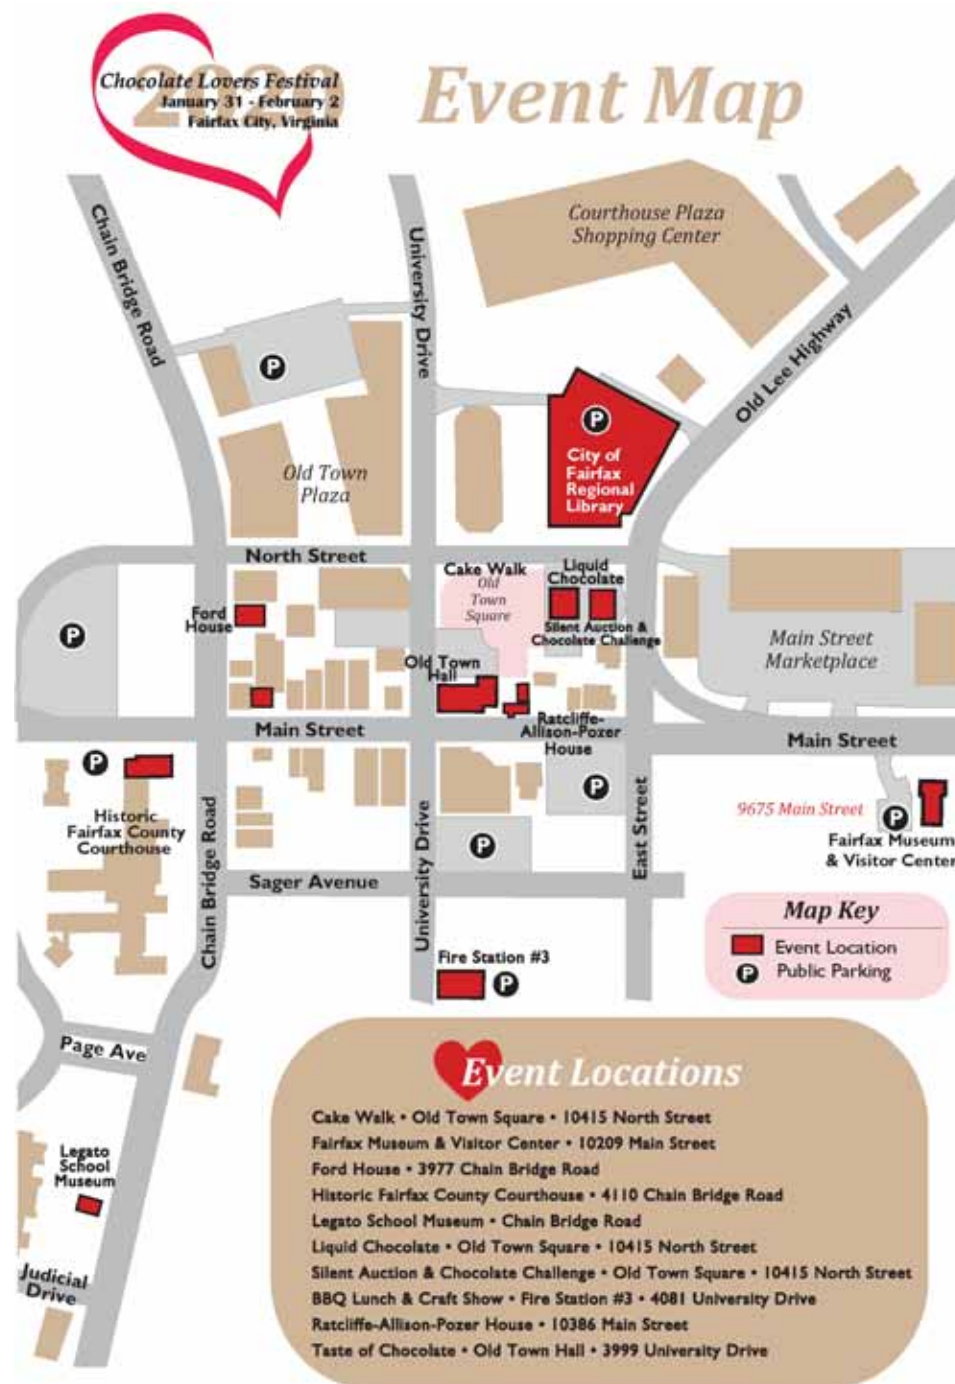 2020
Chocolate Lovers Festival
January 31 - February 2
Fairfax City, Virginia
Event Map
Chain Bridge Road
University Drive
Courthouse Plaza
Shopping Center
Old Lee Highway
P
P
City of
Fairfax
Regional
Library
Old Town
Plaza
North Street
Cake Walk
Old
Town
Square
Liquid
Chocolate
Silent Auction &
Chocolate Challenge
Ford
House
P
Main Street
Marketplace
Old Town
Hall
Ratcliffe-
Allison-Pozer
House
Main Street
Main Street
P
Historic
Fairfax County
Courthouse
Chain Bridge Road
University Drive
P
P
East Street
9675 Main Street
P
Fairfax Museum
& Visitor Center
Sager Avenue
Map Key
Event Location
P
Public Parking
Fire Station #3
P
Page Ave
Legato
School
Museum
Judicial
Drive
Event Locations
Cake Walk • Old Town Square • 10415 North Street
Fairfax Museum & Visitor Center • 10209 Main Street
Ford House • 3977 Chain Bridge Road
Historic Fairfax County Courthouse • 4110 Chain Bridge Road
Legato School Museum • Chain Bridge Road
Liquid Chocolate • Old Town Square • 10415 North Street
Silent Auction & Chocolate Challenge • Old Town Square • 10415 North Street
BBQ Lunch & Craft Show • Fire Station #3 • 4081 University Drive
Ratcliffe-Allison-Pozer House • 10386 Main Street
Taste of Chocolate • Old Town Hall • 3999 University Drive